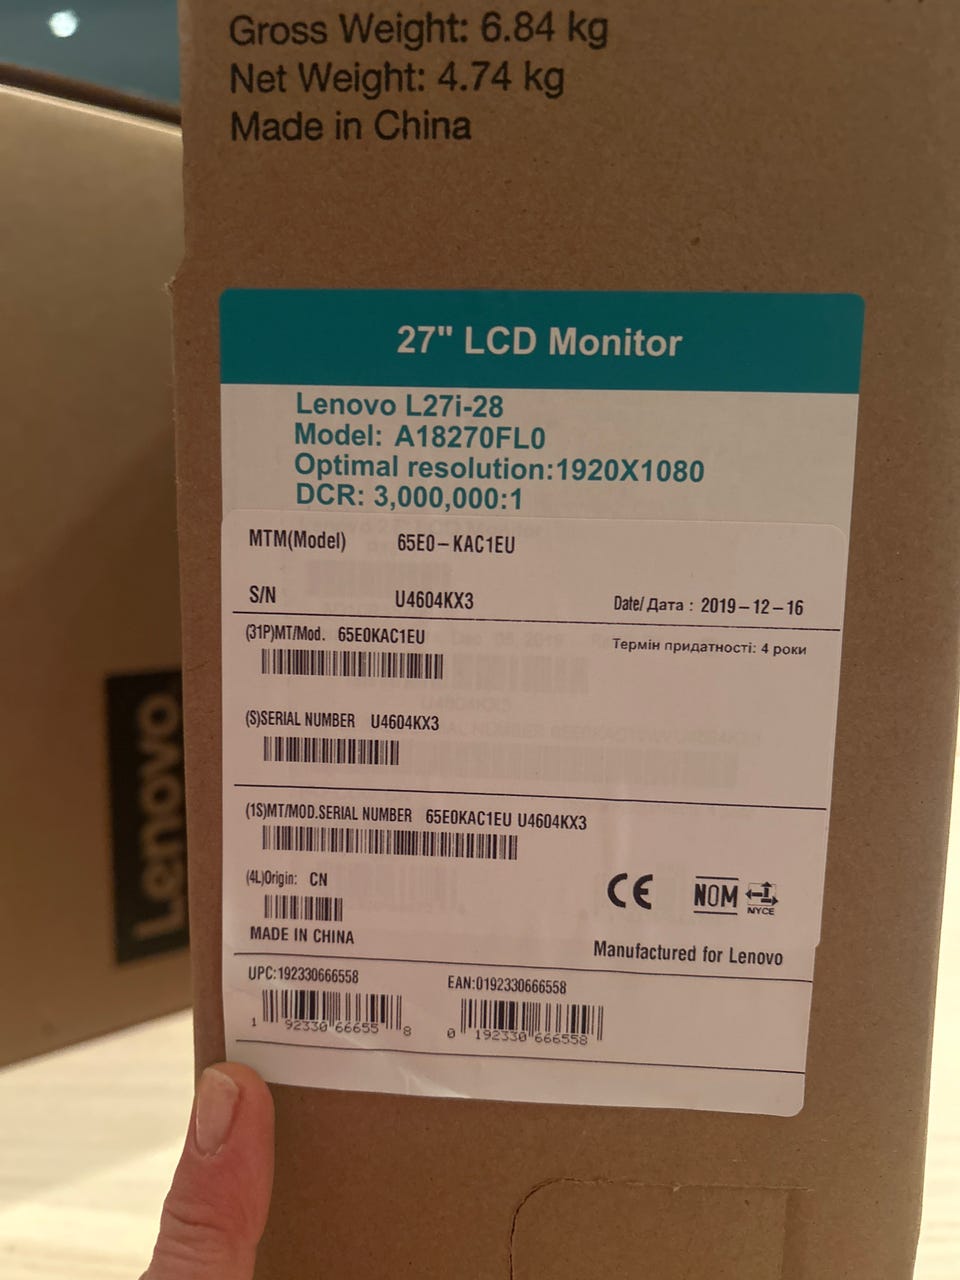 Gross Weight: 6.84 kg
Net Weight: 4.74 kg
Made in China
27" LCD Monitor
Lenovo L27i-28
Model: A18270FL0
Optimal resolution:1920X1080
DCR: 3,000,000:1
MTM(Model) 65E0-KAC1EU
S/N U4604KX3 Date/Дата : 2019-12-16
(31P)MT/Mod. 65E0KAC1EU
Термін придатності: 4 роки
(S)SERIAL NUMBER U4604KX3
(1S)MT/MOD.SERIAL NUMBER 65E0KAC1EU U4604KX3
(4L)Origin: CN
CE NOM NYCE
MADE IN CHINA
Manufactured for Lenovo
UPC:192330666558 EAN:0192330666558
1 92330 66655 8 0 192330 666558
Lenovo